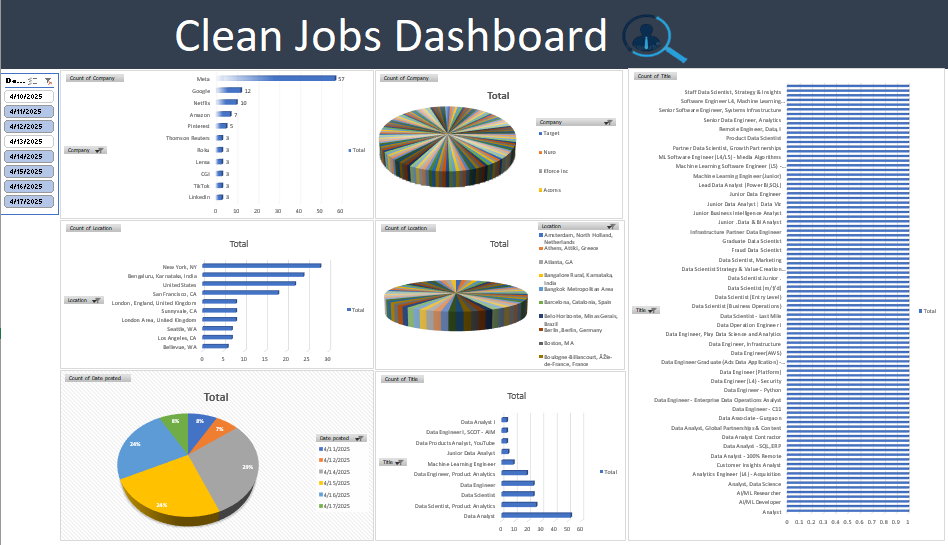 Clean Jobs Dashboard
Da...
4/10/2025
4/11/2025
4/12/2025
4/13/2025
4/14/2025
4/15/2025
4/16/2025
4/17/2025
Count of Company
Meta
Google
Netflix
Amazon
Pinterest
Thomson Reuters
Roku
Lensa
CGI
TikTok
LinkedIn
57
12
10
7
5
3
3
3
3
3
3
0 10 20 30 40 50 60
Company
Total
Count of Company
Total
Company
Target
Nuro
Xforce Inc
Acorns
Count of Location
Total
New York, NY
Bengaluru, Karnataka, India
United States
San Francisco, CA
London, England, United Kingdom
Sunnyvale, CA
London Area, United Kingdom
Seattle, WA
Los Angeles, CA
Bellevue, WA
0 5 10 15 20 25 30
Location
Total
Count of Location
Total
Location
Amsterdam, North Holland,
Netherlands
Athens, Attiki, Greece
Atlanta, GA
Bangalore Rural, Karnataka,
India
Bangkok Metropolitan Area
Barcelona, Catalonia, Spain
Belo Horizonte, Minas Gerais,
Brazil
Berlin, Berlin, Germany
Boston, MA
Boulogne-Billancourt, ÃŽle-
de-France, France
Count of Date posted
Total
8%
8%
7%
29%
24%
24%
Date posted
4/11/2025
4/12/2025
4/14/2025
4/15/2025
4/16/2025
4/17/2025
Count of Title
Total
Data Analyst I
Data Engineer I, SCOT - AIM
Data Products Analyst, YouTube
Junior Data Analyst
Machine Learning Engineer
Data Engineer, Product Analytics
Data Engineer
Data Scientist
Data Scientist, Product Analytics
Data Analyst
0 10 20 30 40 50 60
Title
Total
Count of Title
Staff Data Scientist, Strategy & Insights
Software Engineer L4, Machine Learning...
Senior Software Engineer, Systems Infrastructure
Senior Data Engineer, Analytics
Remote Engineer, Data, I
Product Data Scientist
Partner Data Scientist, Growth Partnerships
ML Software Engineer (L4/L5) - Media Algorithms
Machine Learning Software Engineer (L5) -...
Machine Learning Engineer (Junior)
Lead Data Analyst (Power BI,SQL)
Junior Data Engineer
Junior Data Analyst | Data Viz
Junior Business Intelligence Analyst
Junior . Data & BI Analyst
Infrastructure Partner Data Engineer
Graduate Data Scientist
Fraud Data Scientist
Data Scientist, Marketing
Data Scientist Strategy & Value Creation...
Data Scientist Junior .
Data Scientist (m/f/d)
Data Scientist (Entry Level)
Data Scientist (Business Operations)
Data Scientist - Last Mile
Data Operation Engineer I
Data Engineer, Play Data Science and Analytics
Data Engineer, Infrastructure
Data Engineer(AWS)
Data Engineer Graduate (Ads Data Application) -...
Data Engineer (Platform)
Data Engineer (L4) - Security
Data Engineer - Python
Data Engineer - Enterprise Data Operations Analyst
Data Engineer - C11
Data Associate - Gurgaon
Data Analyst, Global Partnerships & Content
Data Analyst Contractor
Data Analyst - SQL, ERP
Data Analyst - 100% Remote
Customer Insights Analyst
Analytics Engineer (L4) - Acquisition
Analyst, Data Science
AI/ML Researcher
AI/ML Developer
Analyst
0 0.1 0.2 0.3 0.4 0.5 0.6 0.7 0.8 0.9 1
Title
Total